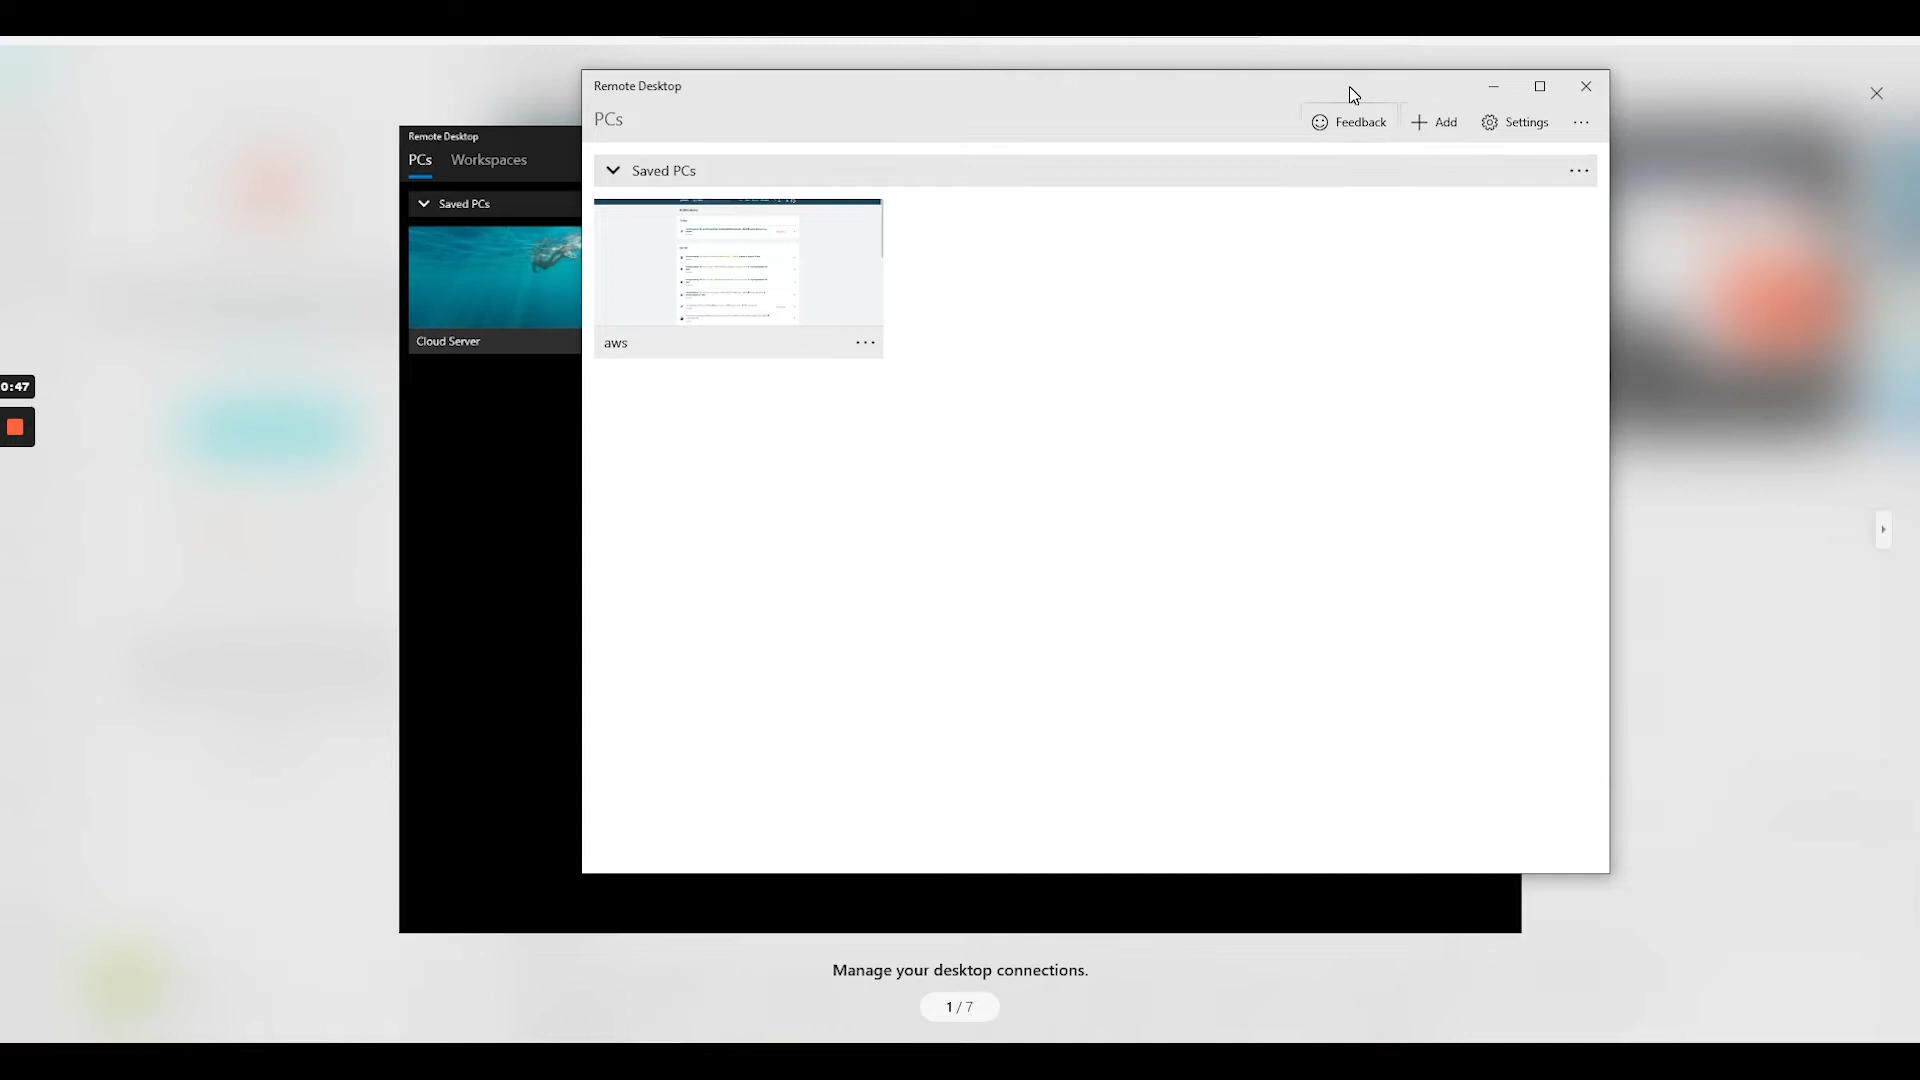 Remote Desktop
PCs
Feedback
Add
Settings
Saved PCs
aws
Remote Desktop
PCs
Workspaces
Saved PCs
Cloud Server
0:47
Manage your desktop connections.
1 / 7